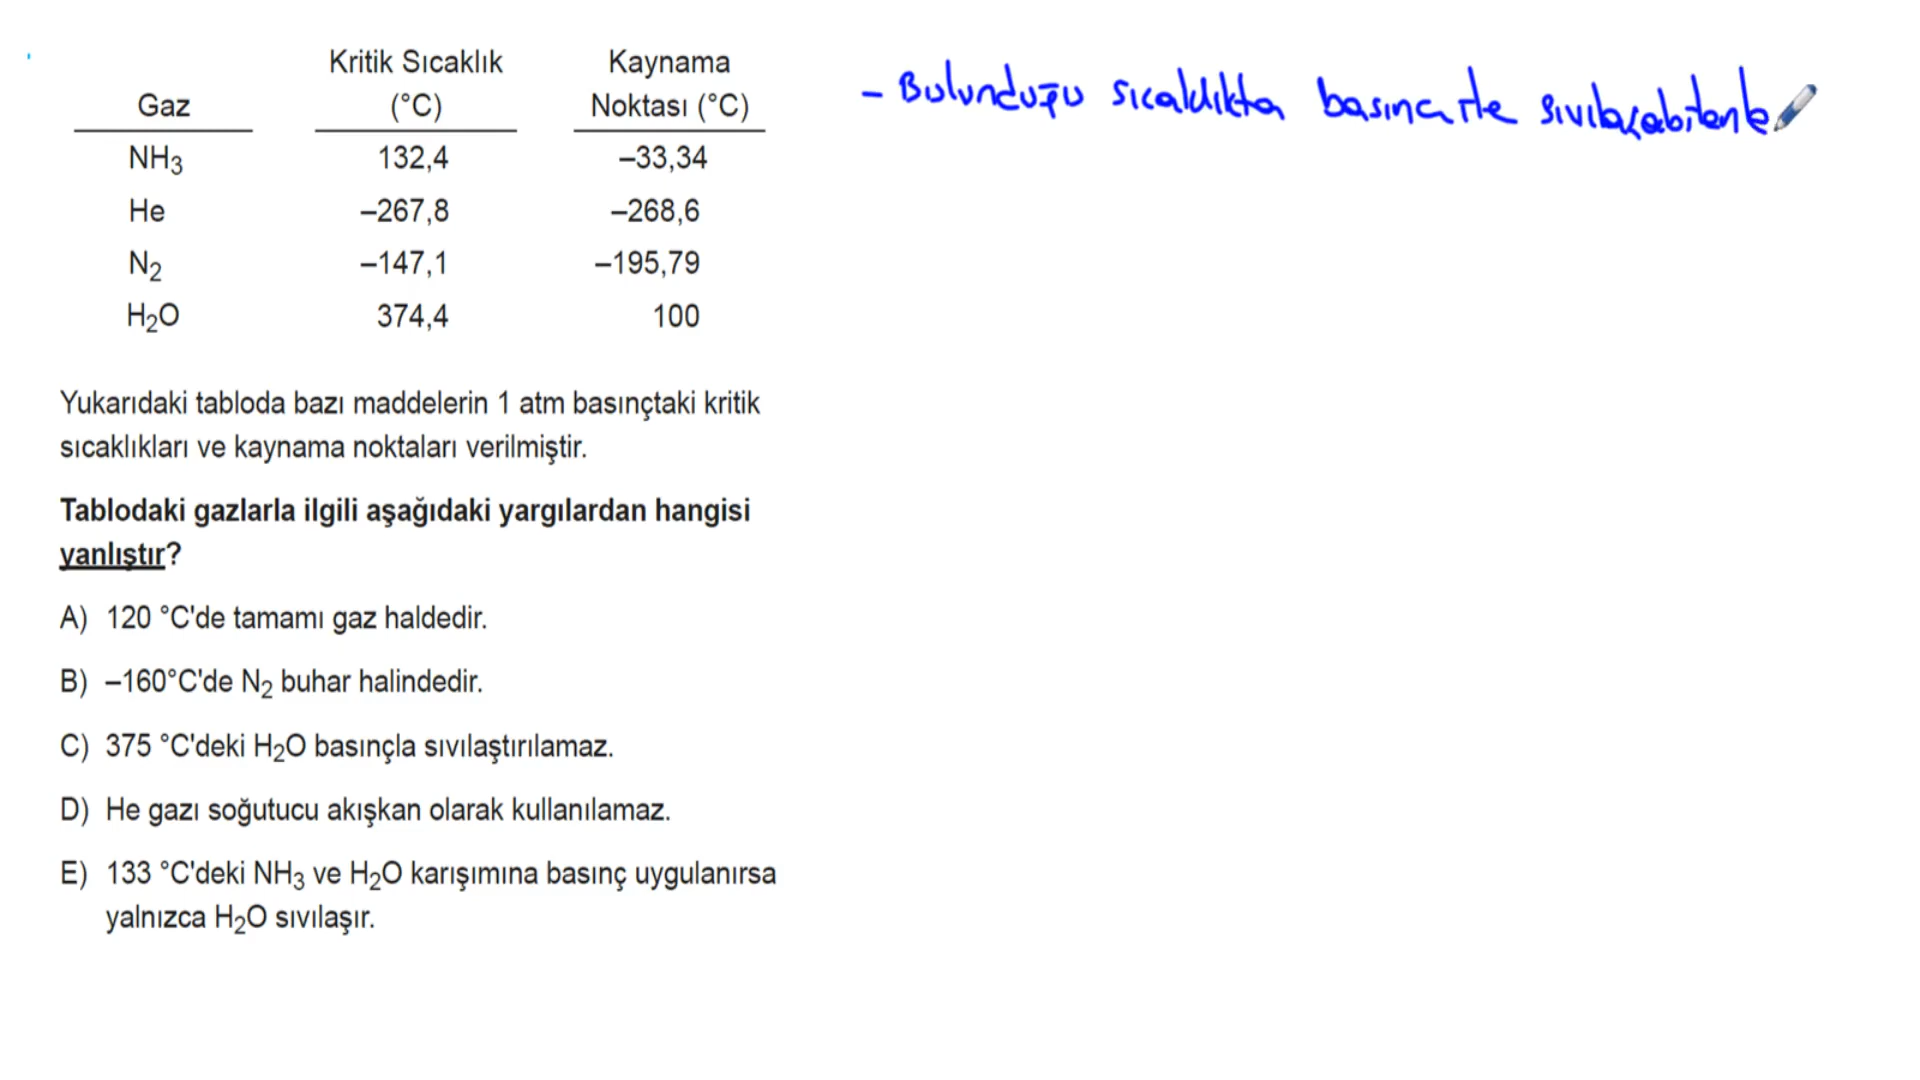 Kritik Sıcaklık Kaynama
Gaz (°C) Noktası (°C)
NH3 132,4 –33,34
He –267,8 –268,6
N2 –147,1 –195,79
H2O 374,4 100
Yukarıdaki tabloda bazı maddelerin 1 atm basınçtaki kritik
sıcaklıkları ve kaynama noktaları verilmiştir.
Tablodaki gazlarla ilgili aşağıdaki yargılardan hangisi
yanlıştır?
A) 120 °C'de tamamı gaz haldedir.
B) –160°C'de N2 buhar halindedir.
C) 375 °C'deki H2O basınçla sıvılaştırılamaz.
D) He gazı soğutucu akışkan olarak kullanılamaz.
E) 133 °C'deki NH3 ve H2O karışımına basınç uygulanırsa
yalnızca H2O sıvılaşır.
- Bulunduğu sıcaklıkta